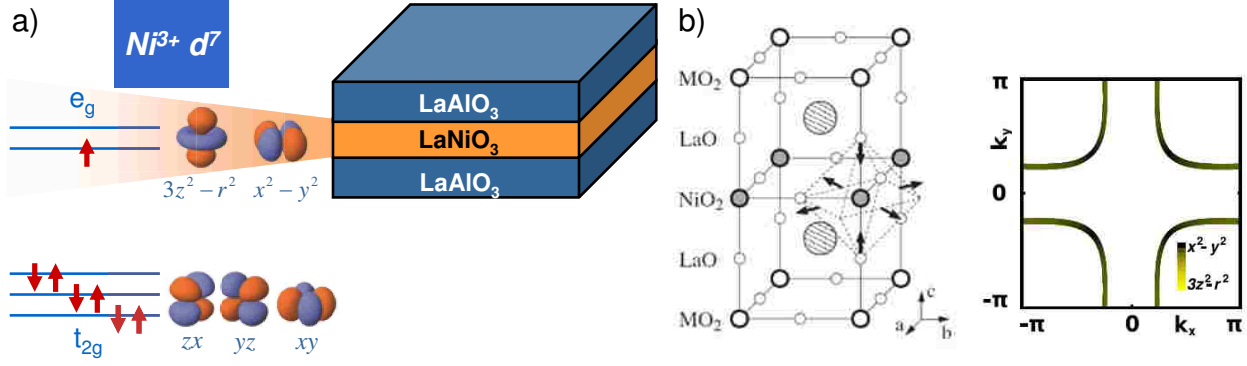 a)
Ni³⁺ d⁷
e_g
3z² − r²
x² − y²
LaAlO₃
LaNiO₃
LaAlO₃
t_2g
zx
yz
xy
b)
MO₂
LaO
NiO₂
LaO
MO₂
c
a
b
π
k_y
0
-π
x²- y²
3z²- r²
-π
0
k_x
π